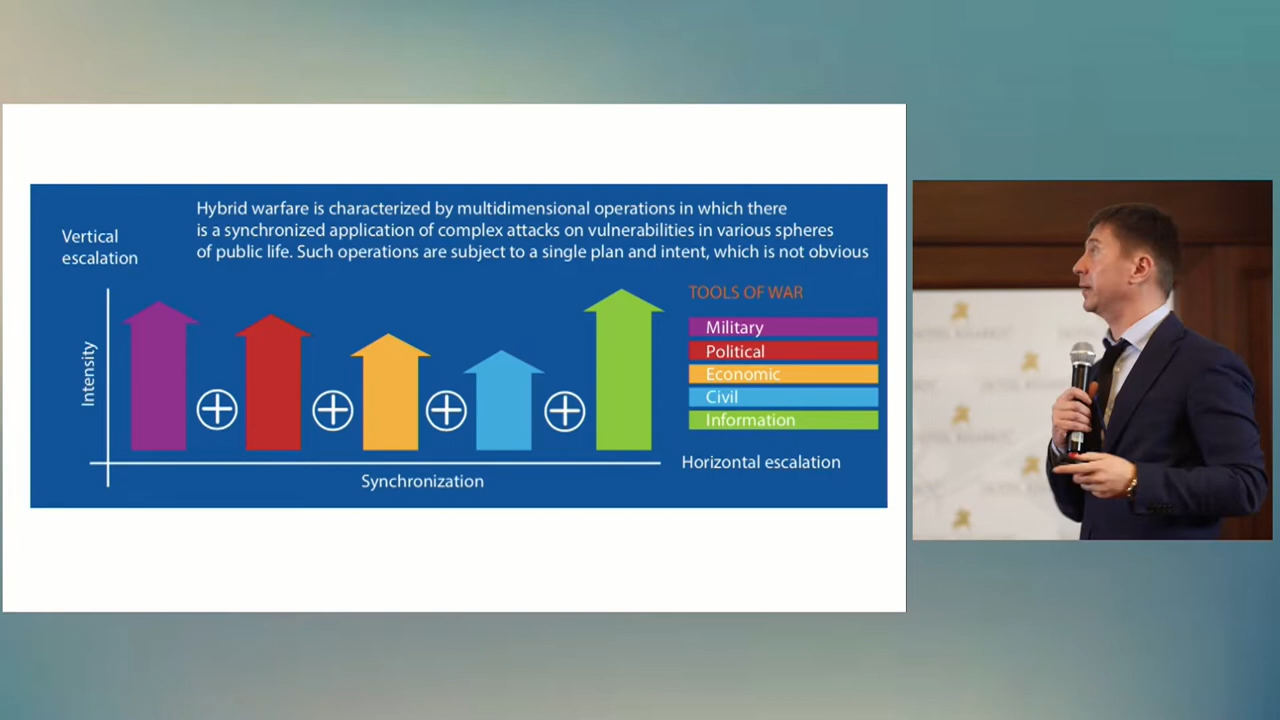 Hybrid warfare is characterized by multidimensional operations in which there
is a synchronized application of complex attacks on vulnerabilities in various spheres
of public life. Such operations are subject to a single plan and intent, which is not obvious
Vertical
escalation
Intensity
TOOLS OF WAR
Military
Political
Economic
Civil
Information
Horizontal escalation
Synchronization